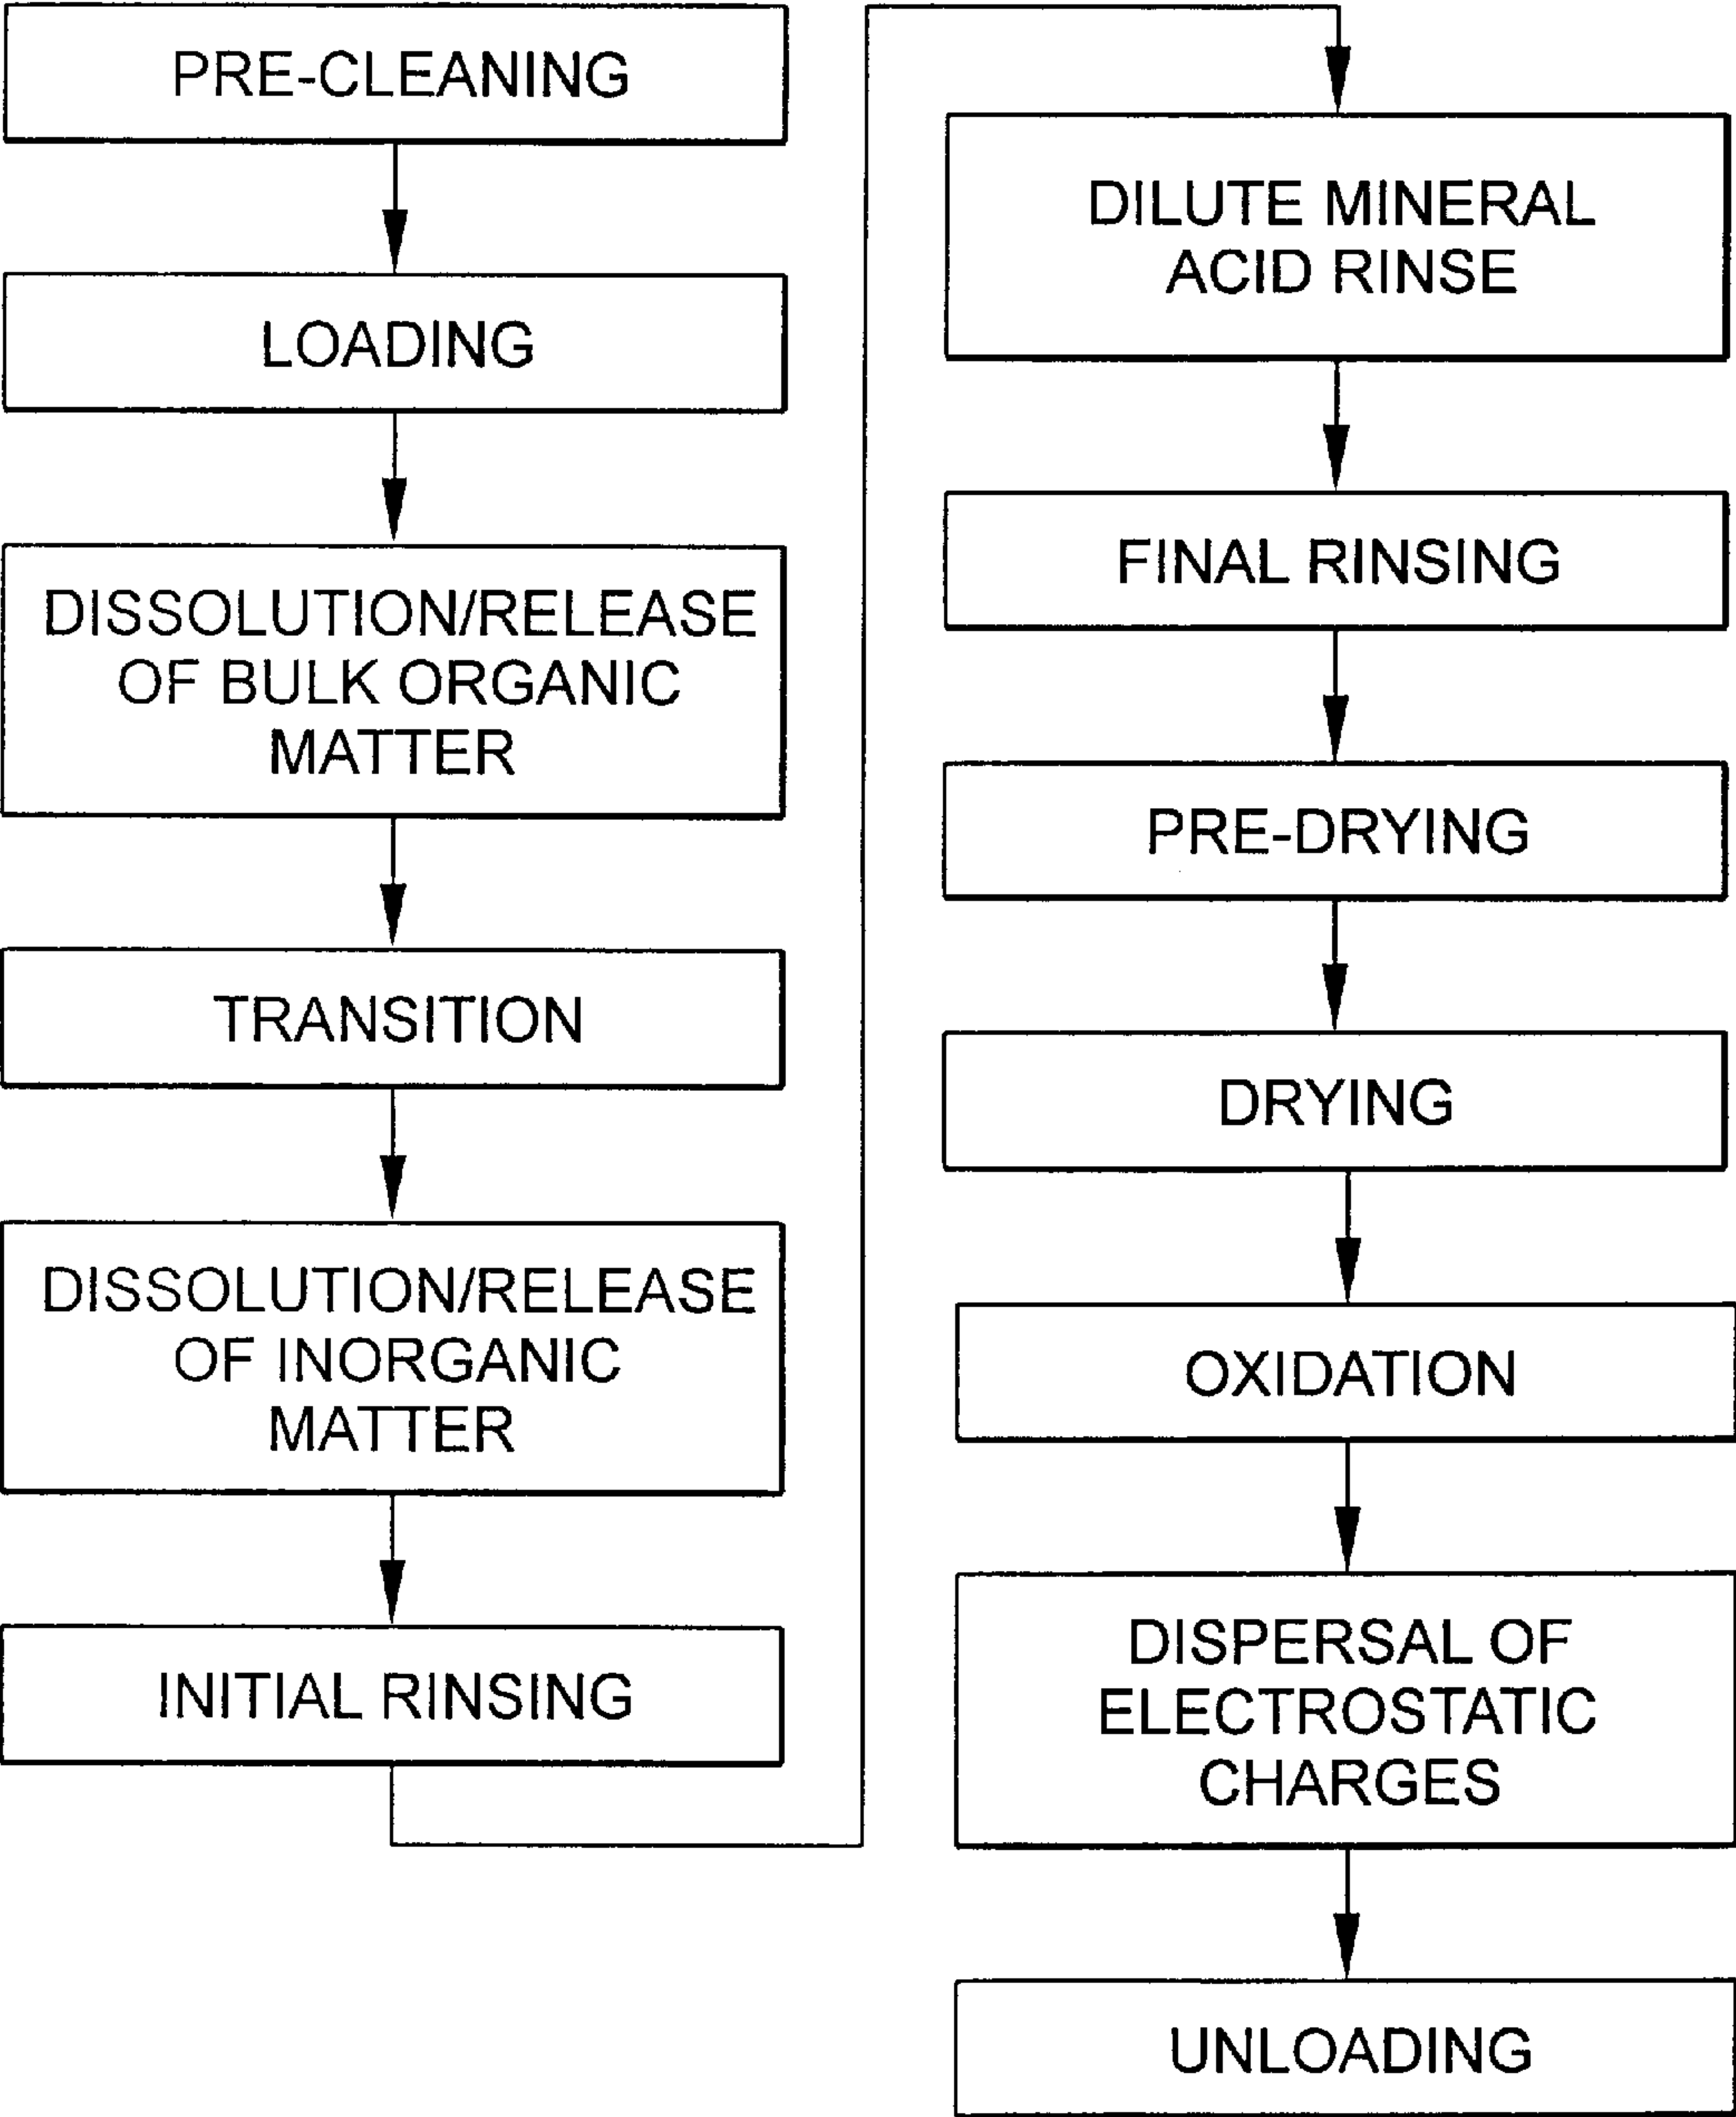 PRE-CLEANING
LOADING
DISSOLUTION/RELEASE
OF BULK ORGANIC
MATTER
TRANSITION
DISSOLUTION/RELEASE
OF INORGANIC
MATTER
INITIAL RINSING
DILUTE MINERAL
ACID RINSE
FINAL RINSING
PRE-DRYING
DRYING
OXIDATION
DISPERSAL OF
ELECTROSTATIC
CHARGES
UNLOADING